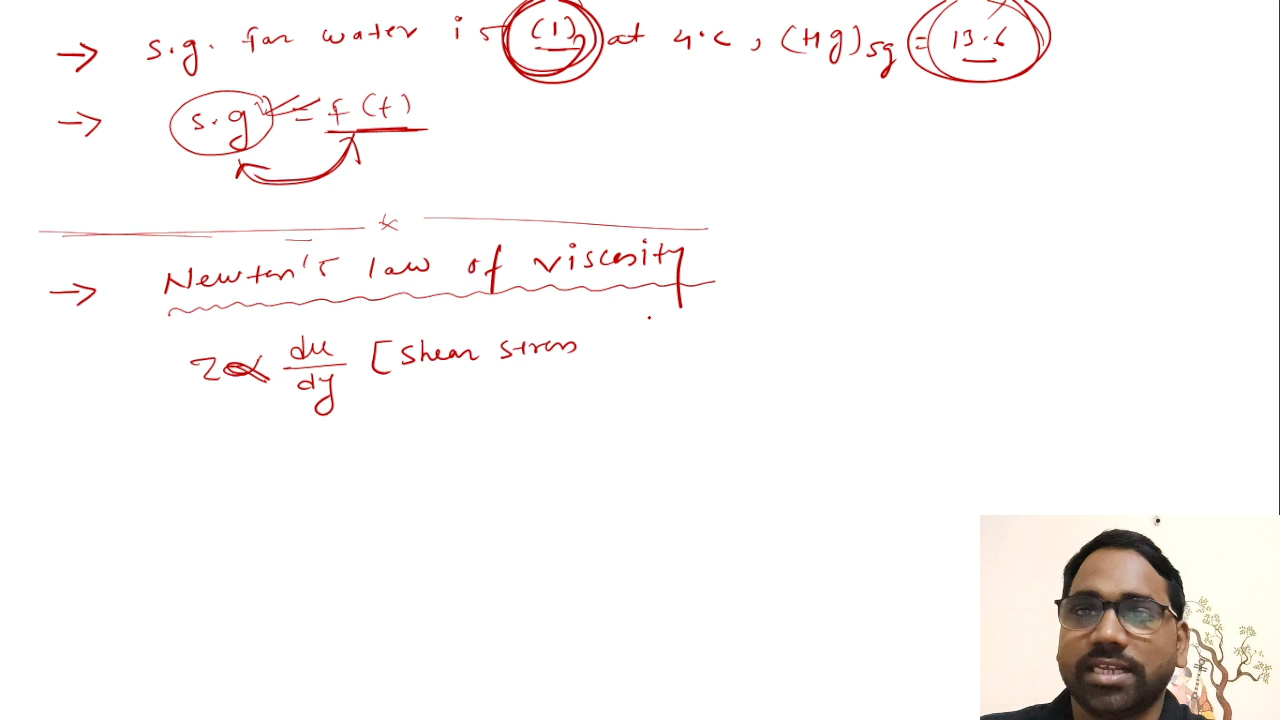 → s.g. for water is (1) at 4°c, (Hg)sg = 13.6
→ s.g = f(t)
x
→ Newton's law of viscosity
τ ∝ du/dy [shear stress